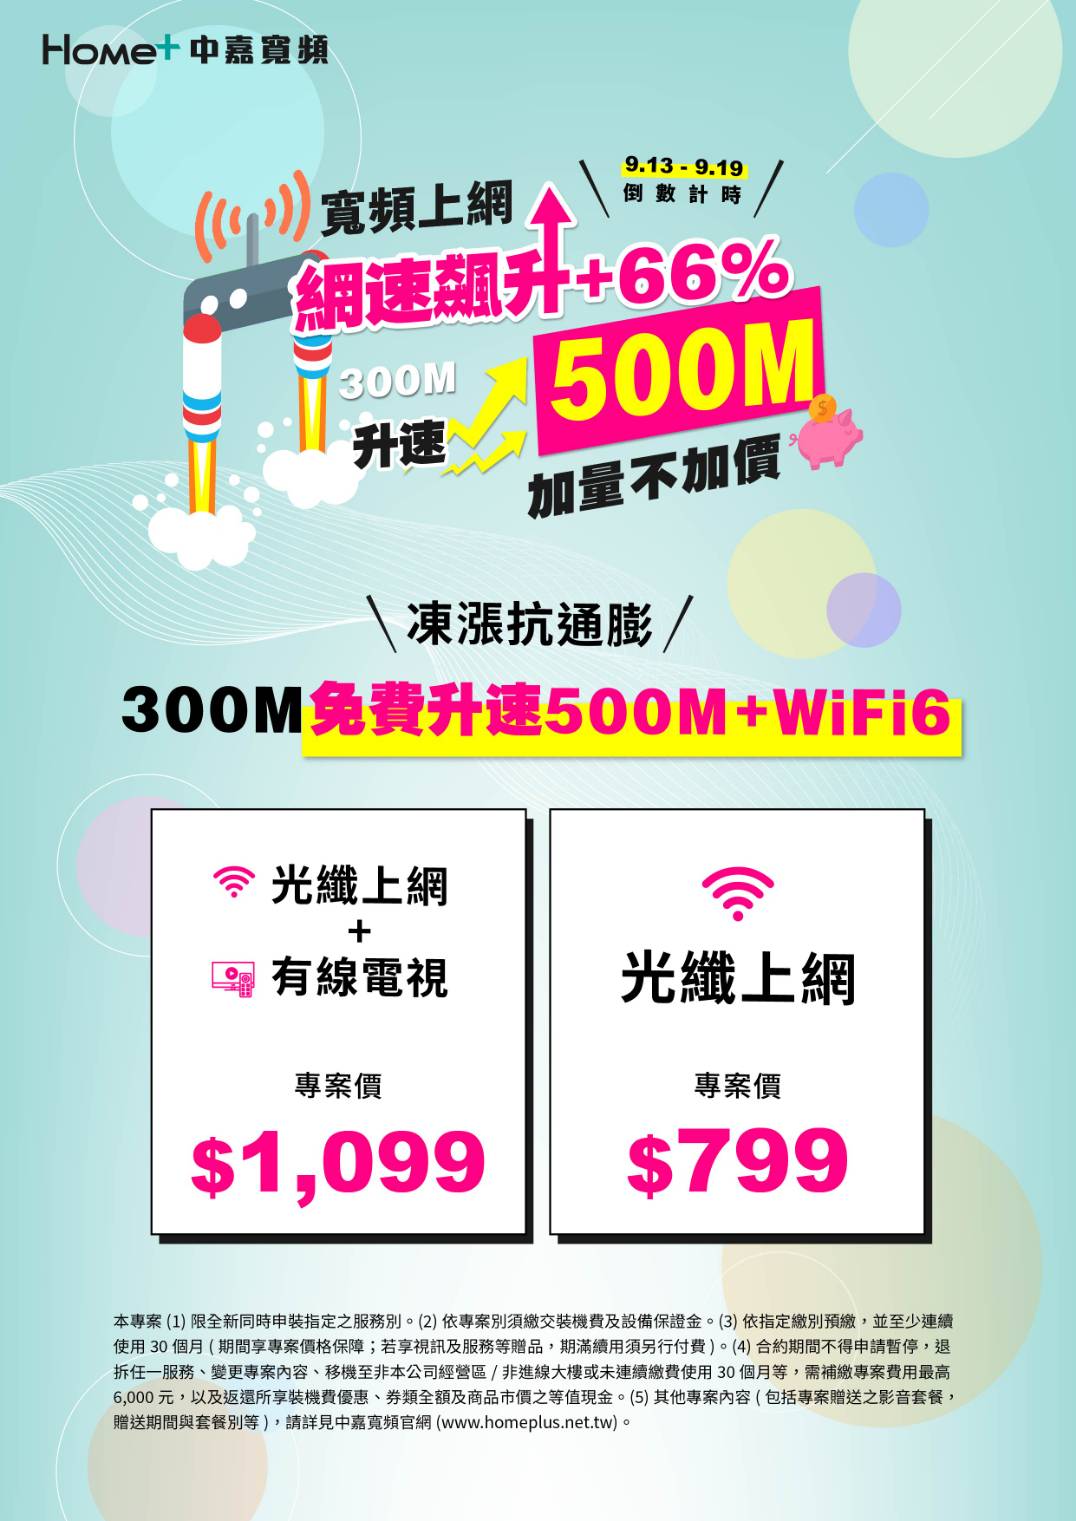 HOMe+ 中嘉寬頻
9.13 - 9.19
倒數計時
寬頻上網
網速飆升+66%
300M
升速
500M
加量不加價
凍漲抗通膨
300M免費升速500M+WiFi6
光纖上網
+
有線電視
專案價
$1,099
光纖上網
專案價
$799
本專案 (1) 限全新同時申裝指定之服務別。(2) 依專案別須繳交裝機費及設備保證金。(3) 依指定繳別預繳，並至少連續
使用 30 個月 ( 期間享專案價格保障；若享視訊及服務等贈品，期滿續用須另行付費 )。(4) 合約期間不得申請暫停，退
拆任一服務、變更專案內容、移機至非本公司經營區 / 非進線大樓或未連續繳費使用 30 個月等，需補繳專案費用最高
6,000 元，以及返還所享裝機費優惠、券類全額及商品市價之等值現金。(5) 其他專案內容 ( 包括專案贈送之影音套餐，
贈送期間與套餐別等 )，請詳見中嘉寬頻官網 (www.homeplus.net.tw)。